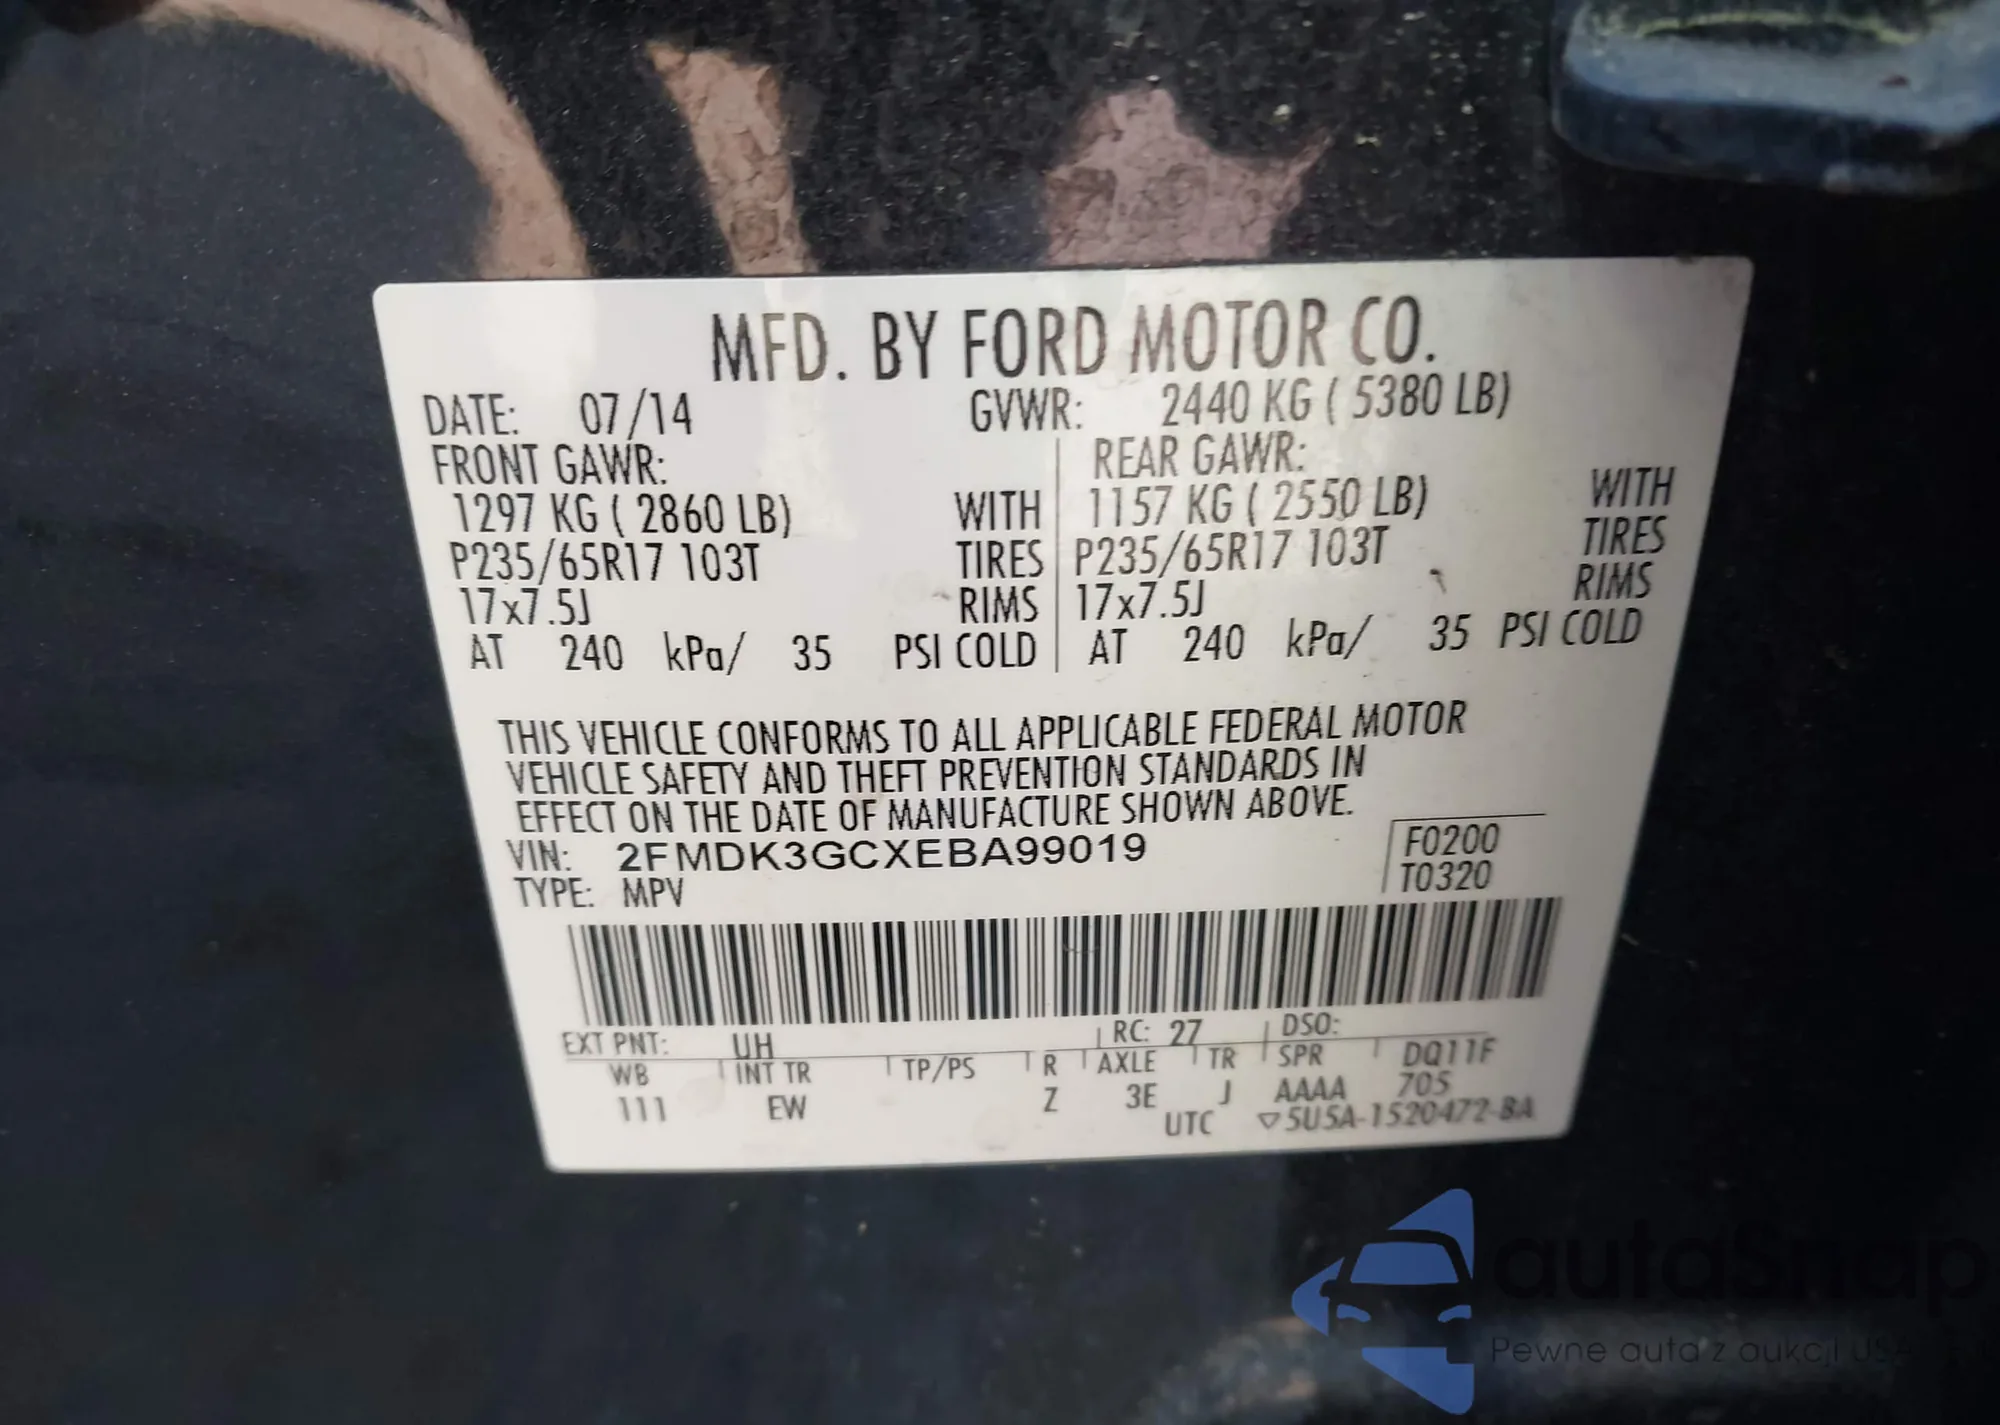 MFD. BY FORD MOTOR CO.
DATE: 07/14 GVWR: 2440 KG ( 5380 LB)
FRONT GAWR: REAR GAWR:
1297 KG ( 2860 LB) WITH 1157 KG ( 2550 LB) WITH
P235/65R17 103T TIRES P235/65R17 103T TIRES
17x7.5J RIMS 17x7.5J RIMS
AT 240 kPa/ 35 PSI COLD AT 240 kPa/ 35 PSI COLD
THIS VEHICLE CONFORMS TO ALL APPLICABLE FEDERAL MOTOR
VEHICLE SAFETY AND THEFT PREVENTION STANDARDS IN
EFFECT ON THE DATE OF MANUFACTURE SHOWN ABOVE.
VIN: 2FMDK3GCXEBA99019 F0200
TYPE: MPV T0320
EXT PNT: UH RC: 27 DSO:
WB INT TR TP/PS R AXLE TR SPR DQ11F
111 EW Z 3E J AAAA 705
UTC ▽5U5A-1520472-BA
autoSnap
Pewne auta z aukcji USA